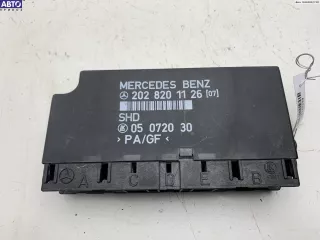 АВТО
MERCEDES BENZ
202 820 11 26 [07]
SHD
05 0720 30
> PA/GF <
A C D E B